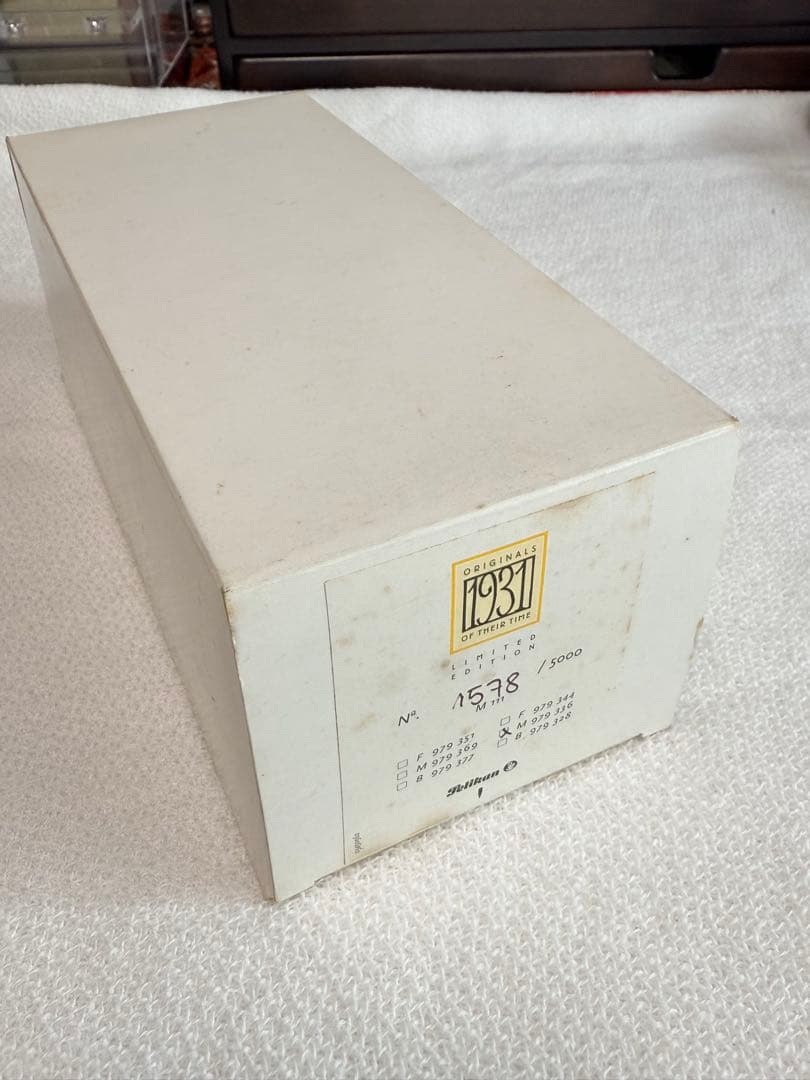 ORIGINALS
1931
OF THEIR TIME
LIMITED
EDITION
Nº. 1578 / 5000
M 111
F 979 351
M 979 369
B 979 377
F 979 344
M 979 336
B 979 328
Pelikan